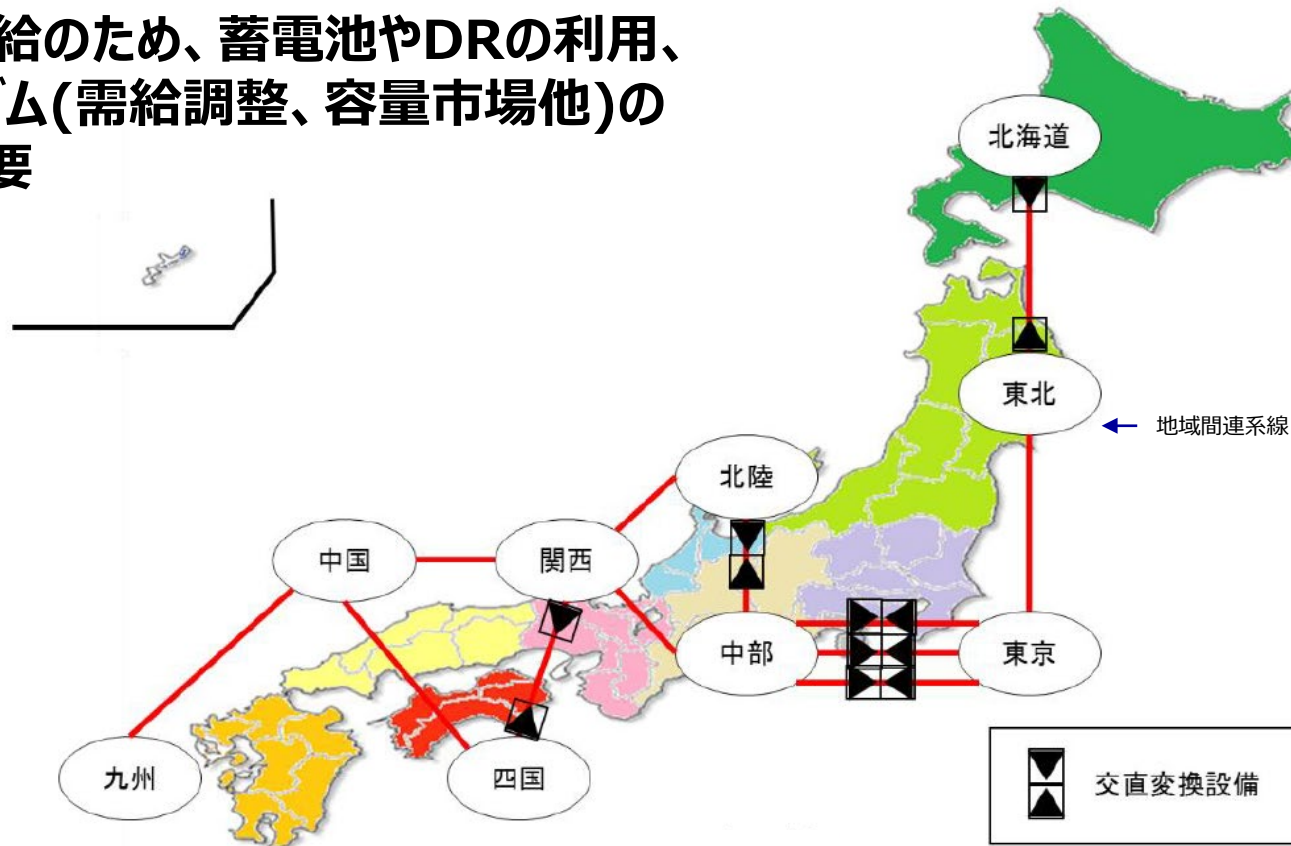 給のため、蓄電池やDRの利用、
ム(需給調整、容量市場他)の
要
北海道
東北
地域間連系線
北陸
中国
関西
中部
東京
九州
四国
交直変換設備